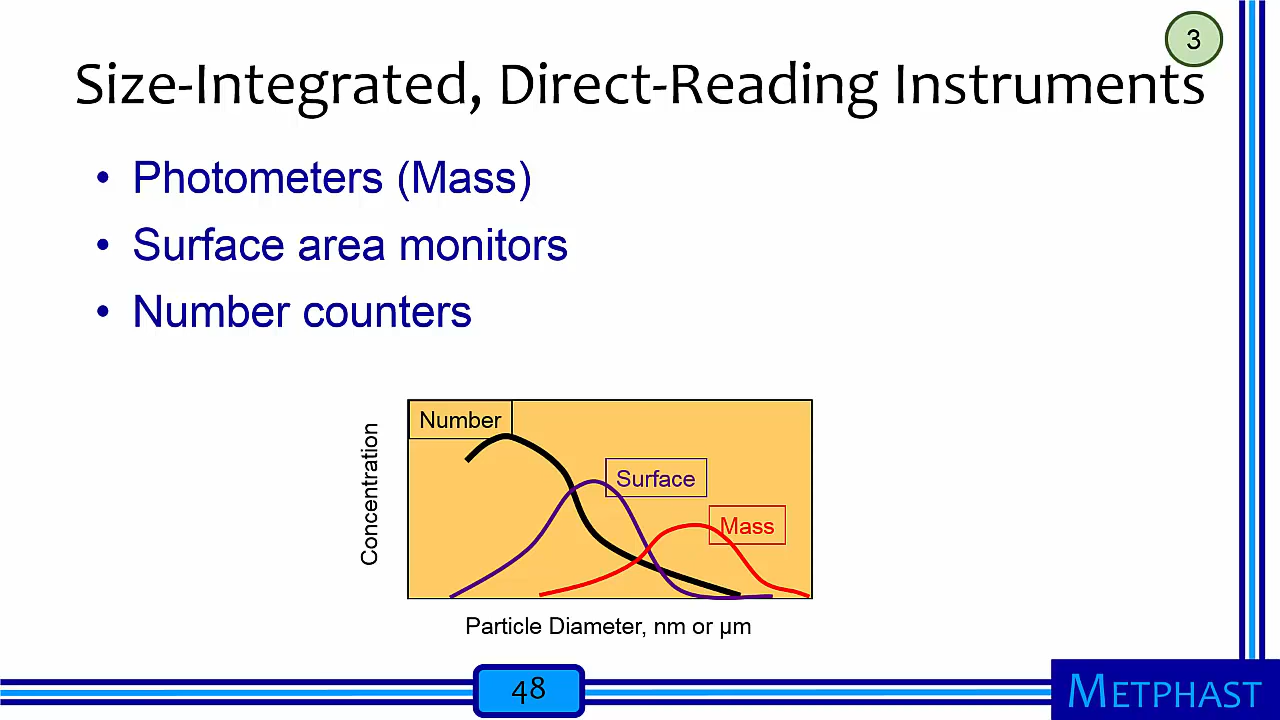 3
Size-Integrated, Direct-Reading Instruments
• Photometers (Mass)
• Surface area monitors
• Number counters
Number
Surface
Mass
Concentration
Particle Diameter, nm or µm
48
METPHAST